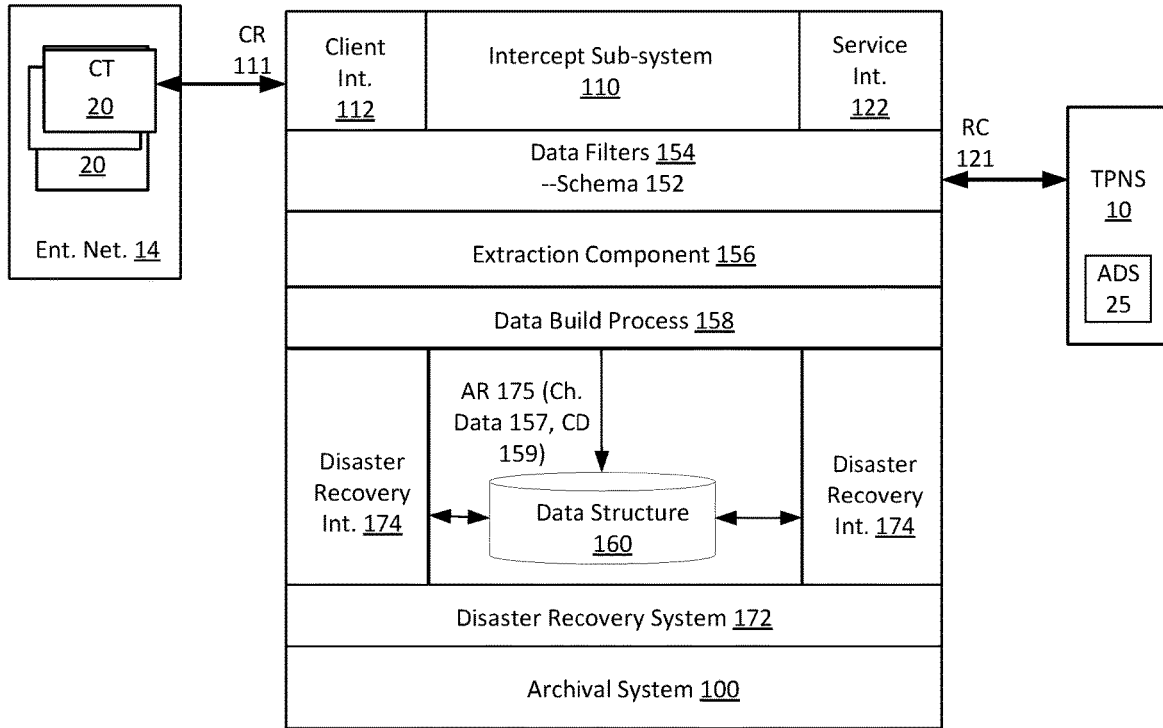 CT
20
20
Ent. Net. 14
CR
111
Client
Int.
112
Intercept Sub-system
110
Service
Int.
122
Data Filters 154
--Schema 152
Extraction Component 156
Data Build Process 158
RC
121
TPNS
10
ADS
25
AR 175 (Ch.
Data 157, CD
159)
Disaster
Recovery
Int. 174
Data Structure
160
Disaster
Recovery
Int. 174
Disaster Recovery System 172
Archival System 100